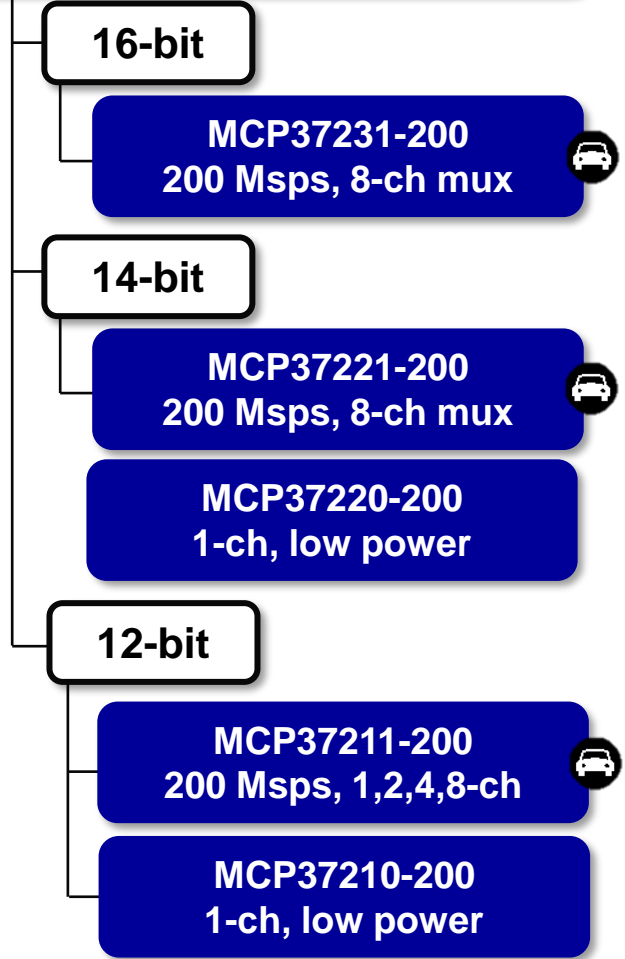 16-bit
MCP37231-200
200 Msps, 8-ch mux
14-bit
MCP37221-200
200 Msps, 8-ch mux
MCP37220-200
1-ch, low power
12-bit
MCP37211-200
200 Msps, 1,2,4,8-ch
MCP37210-200
1-ch, low power